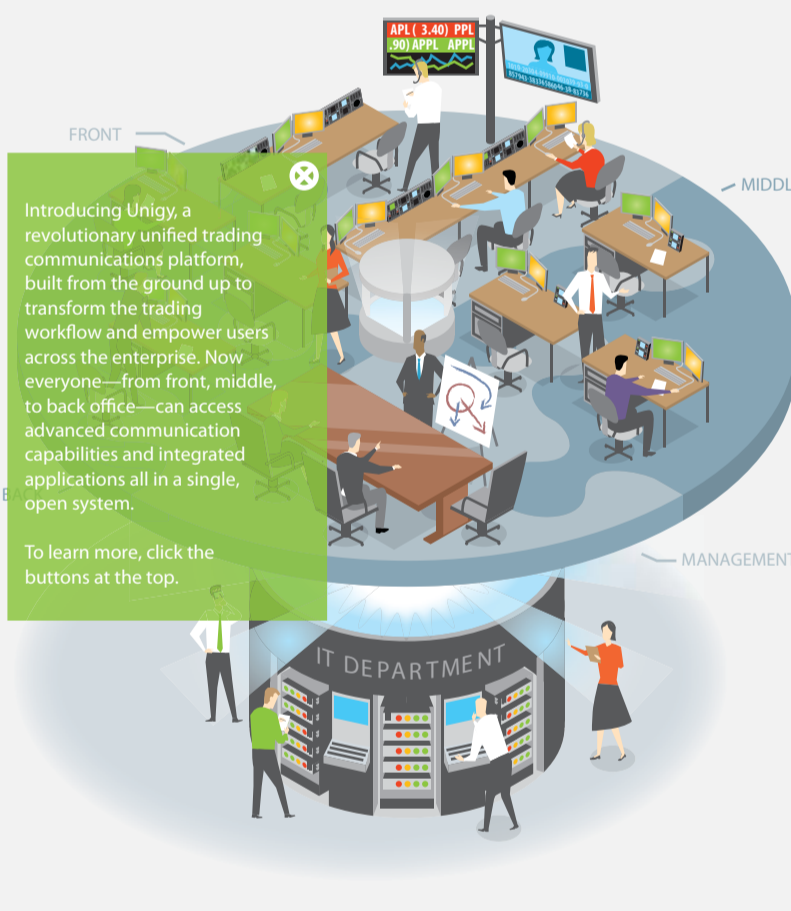 APL ( 3.40) PPL
.90) APPL APPL
FRONT
MIDDL
Introducing Unigy, a
revolutionary unified trading
communications platform,
built from the ground up to
transform the trading
workflow and empower users
across the enterprise. Now
everyone—from front, middle,
to back office—can access
advanced communication
capabilities and integrated
applications all in a single,
open system.
To learn more, click the
buttons at the top.
BACK
MANAGEMENT
IT DEPARTMENT